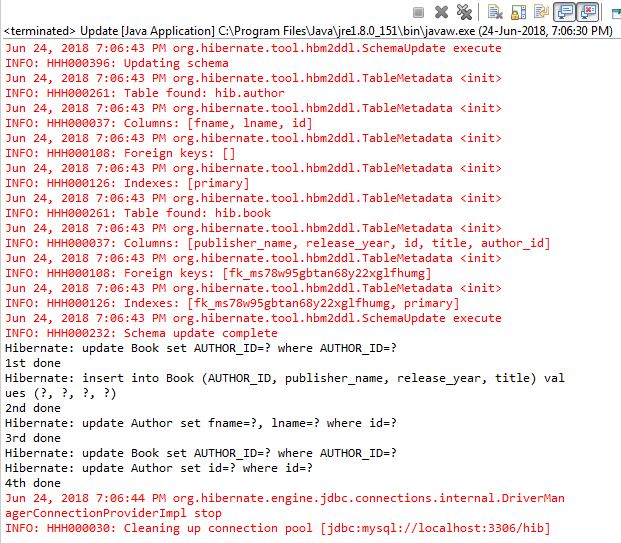 <terminated> Update [Java Application] C:\Program Files\Java\jre1.8.0_151\bin\javaw.exe (24-Jun-2018, 7:06:30 PM)
Jun 24, 2018 7:06:43 PM org.hibernate.tool.hbm2ddl.SchemaUpdate execute
INFO: HHH000396: Updating schema
Jun 24, 2018 7:06:43 PM org.hibernate.tool.hbm2ddl.TableMetadata <init>
INFO: HHH000261: Table found: hib.author
Jun 24, 2018 7:06:43 PM org.hibernate.tool.hbm2ddl.TableMetadata <init>
INFO: HHH000037: Columns: [fname, lname, id]
Jun 24, 2018 7:06:43 PM org.hibernate.tool.hbm2ddl.TableMetadata <init>
INFO: HHH000108: Foreign keys: []
Jun 24, 2018 7:06:43 PM org.hibernate.tool.hbm2ddl.TableMetadata <init>
INFO: HHH000126: Indexes: [primary]
Jun 24, 2018 7:06:43 PM org.hibernate.tool.hbm2ddl.TableMetadata <init>
INFO: HHH000261: Table found: hib.book
Jun 24, 2018 7:06:43 PM org.hibernate.tool.hbm2ddl.TableMetadata <init>
INFO: HHH000037: Columns: [publisher_name, release_year, id, title, author_id]
Jun 24, 2018 7:06:43 PM org.hibernate.tool.hbm2ddl.TableMetadata <init>
INFO: HHH000108: Foreign keys: [fk_ms78w95gbtan68y22xglfhumg]
Jun 24, 2018 7:06:43 PM org.hibernate.tool.hbm2ddl.TableMetadata <init>
INFO: HHH000126: Indexes: [fk_ms78w95gbtan68y22xglfhumg, primary]
Jun 24, 2018 7:06:43 PM org.hibernate.tool.hbm2ddl.SchemaUpdate execute
INFO: HHH000232: Schema update complete
Hibernate: update Book set AUTHOR_ID=? where AUTHOR_ID=?
1st done
Hibernate: insert into Book (AUTHOR_ID, publisher_name, release_year, title) val
ues (?, ?, ?, ?)
2nd done
Hibernate: update Author set fname=?, lname=? where id=?
3rd done
Hibernate: update Book set AUTHOR_ID=? where AUTHOR_ID=?
Hibernate: update Author set id=? where id=?
4th done
Jun 24, 2018 7:06:44 PM org.hibernate.engine.jdbc.connections.internal.DriverMan
agerConnectionProviderImpl stop
INFO: HHH000030: Cleaning up connection pool [jdbc:mysql://localhost:3306/hib]